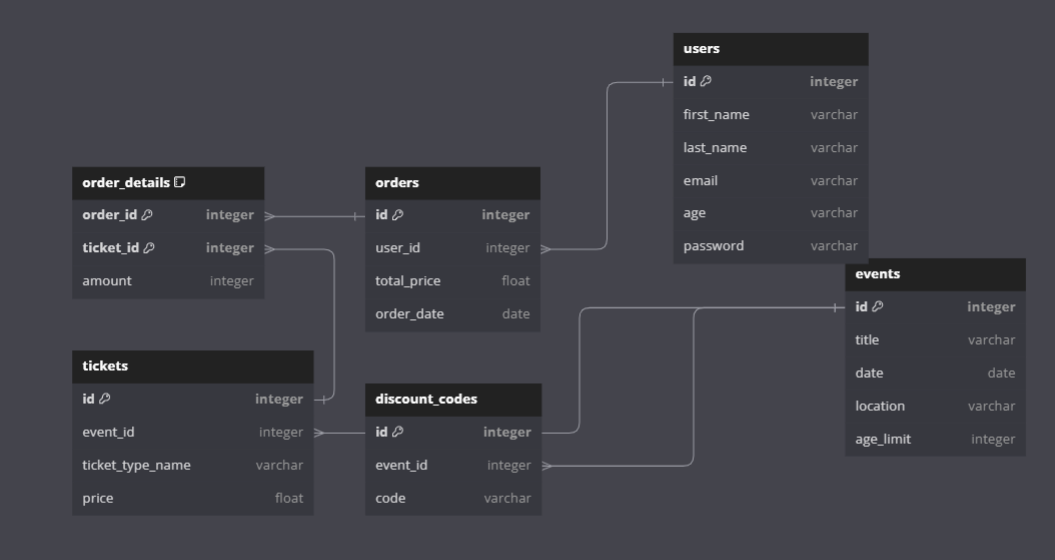 users
id integer
first_name varchar
last_name varchar
email varchar
age varchar
password varchar
order_details
order_id integer
ticket_id integer
amount integer
orders
id integer
user_id integer
total_price float
order_date date
events
id integer
title varchar
date date
location varchar
age_limit integer
tickets
id integer
event_id integer
ticket_type_name varchar
price float
discount_codes
id integer
event_id integer
code varchar